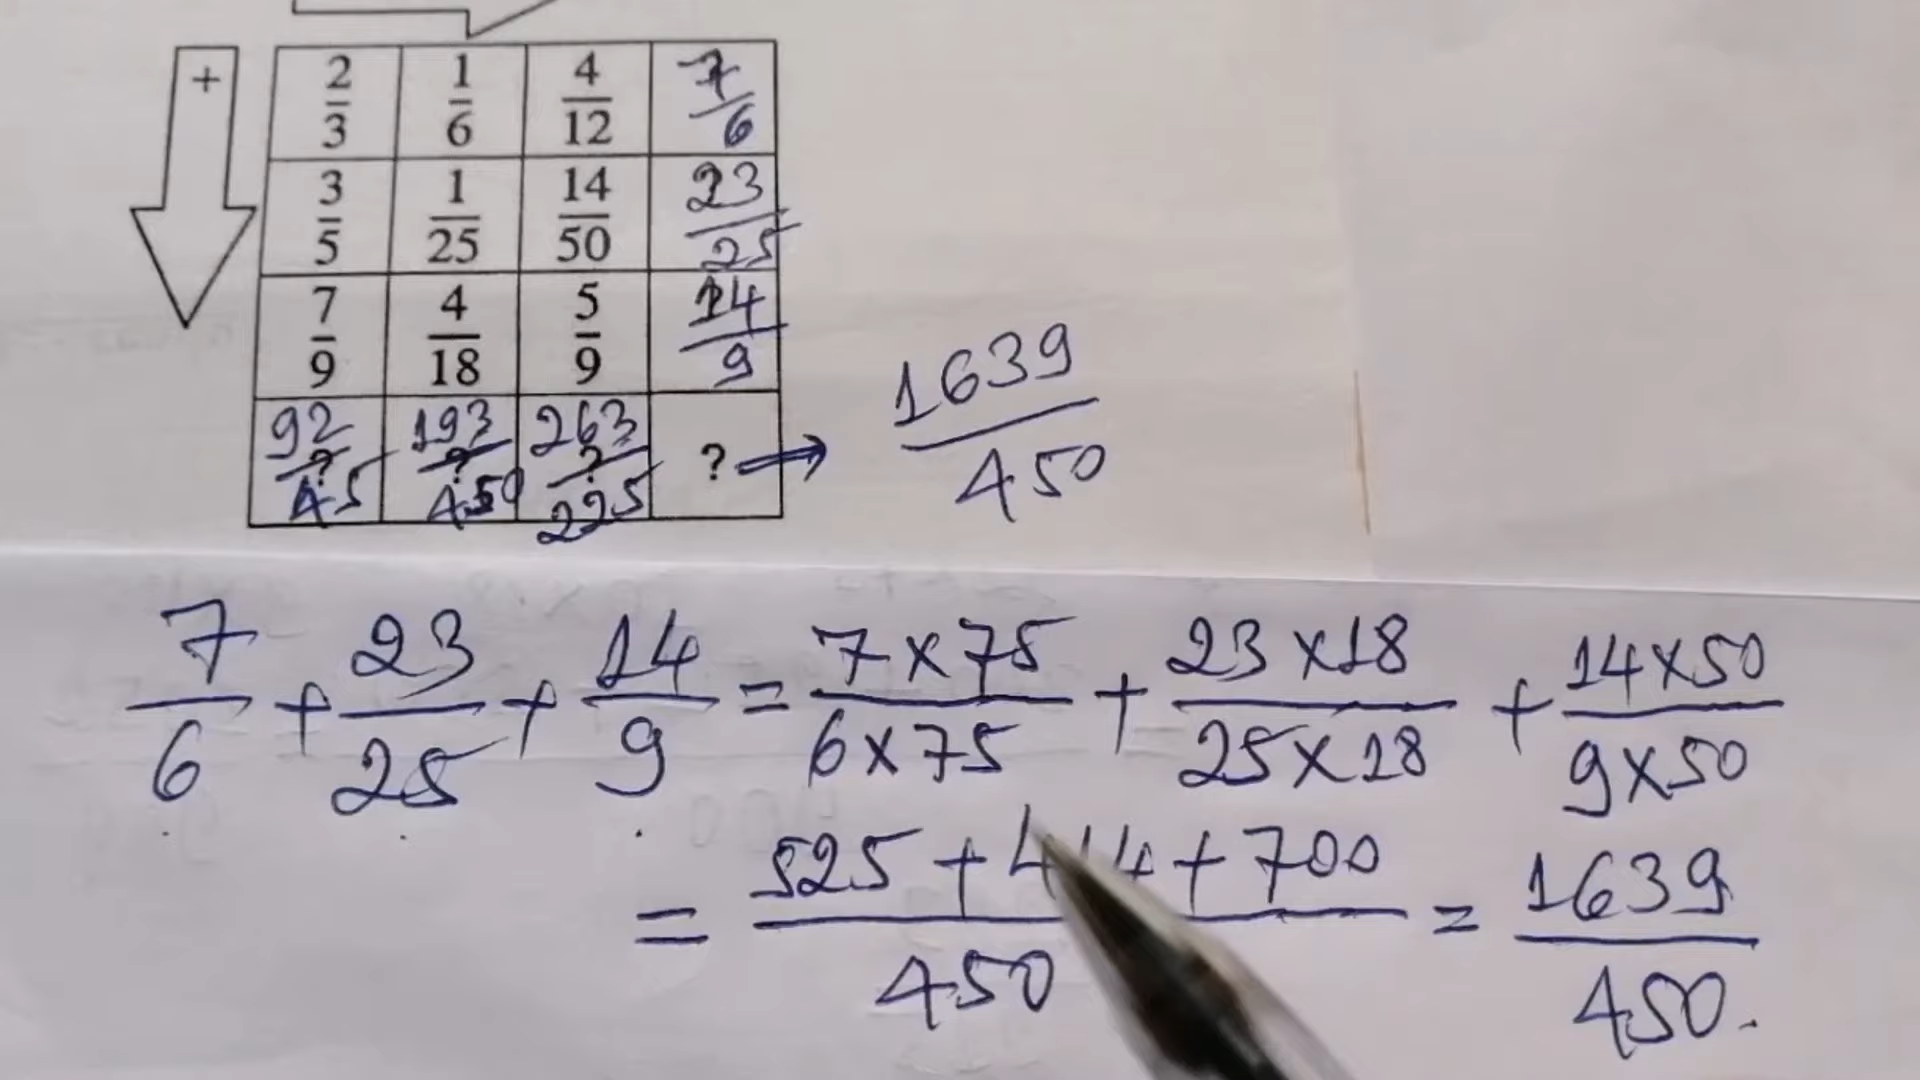 + 2/3 1/6 4/12 7/6
3/5 1/25 14/50 23/25
7/9 4/18 5/9 14/9
92/45 ? 193/450 ? 263/225 ? ? → 1639/450
7/6 + 23/25 + 14/9 = 7×75/6×75 + 23×18/25×18 + 14×50/9×50
= 525 + 414 + 700/450 = 1639/450.